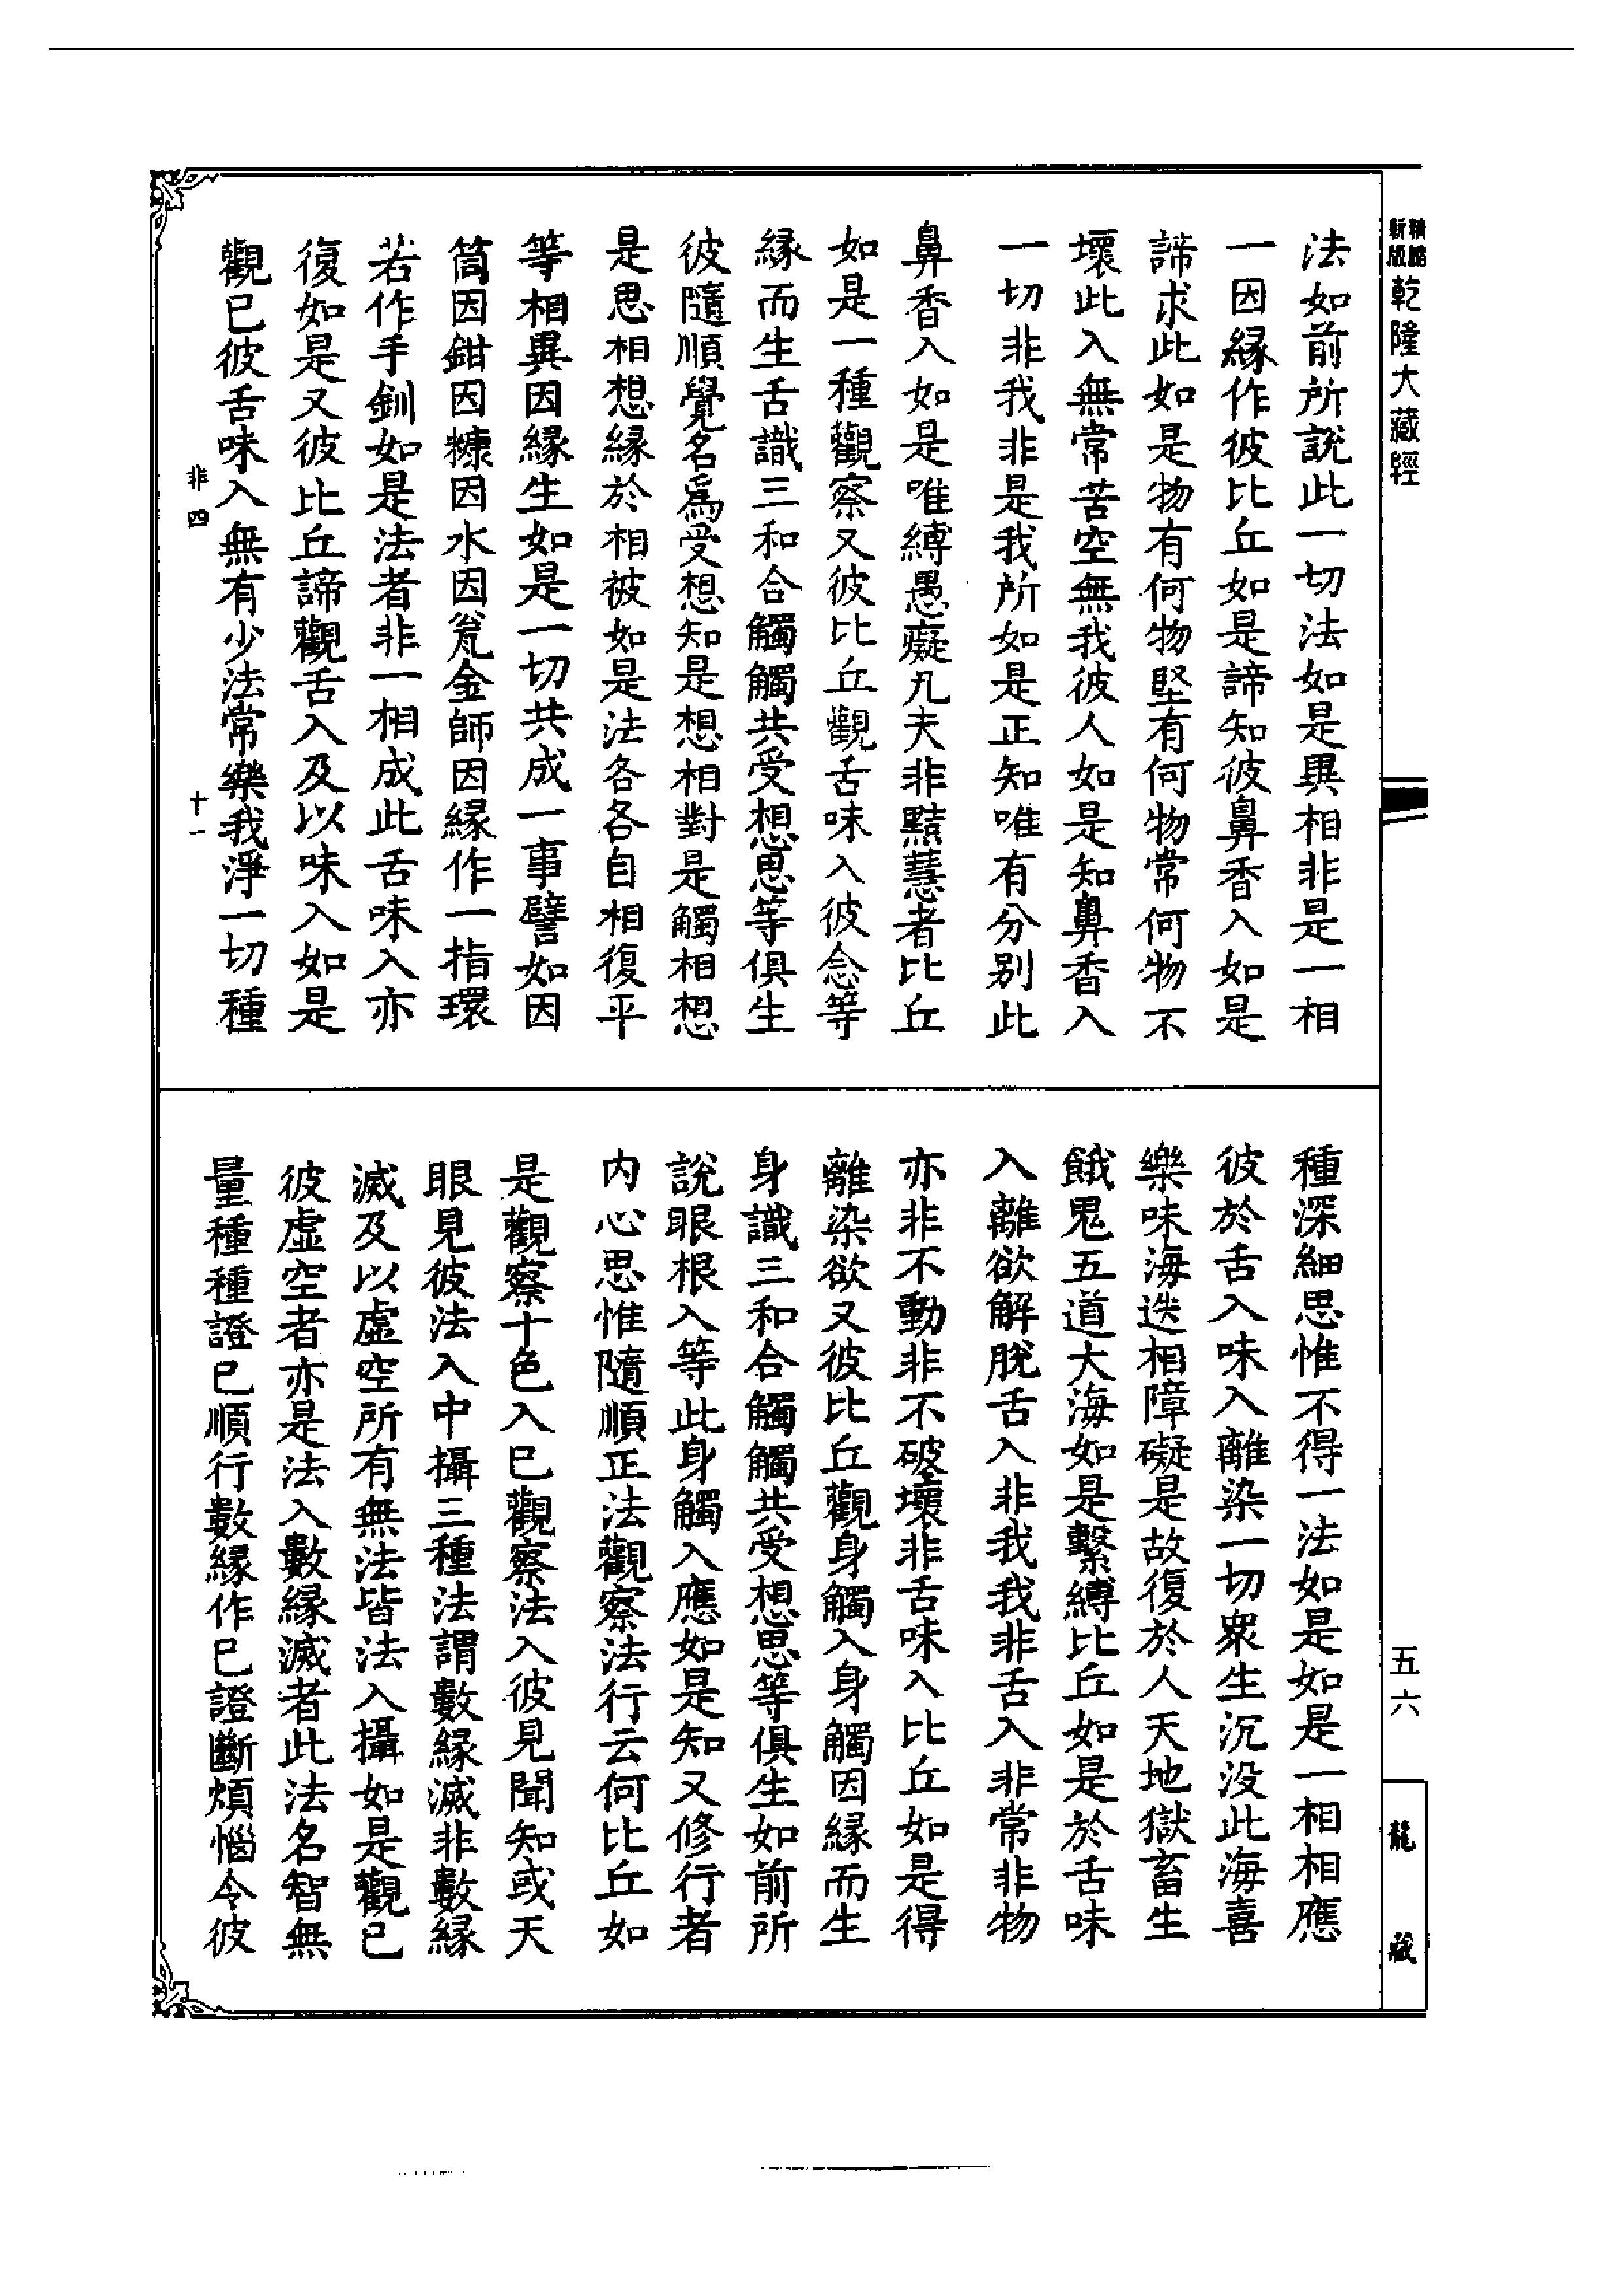 精縮
新版
乾隆大藏經
法如前所說此一切法如是異相非是一相
一因緣作彼比丘如是諦知彼鼻香入如是
諦求此如是物有何物堅有何物常何物不
壞此入無常苦空無我彼人如是知鼻香入
一切非我非是我所如是正知唯有分別此
鼻香入如是唯縛愚癡凡夫非黠慧者比丘
如是一種觀察又彼比丘觀舌味入彼念等
緣而生舌識三和合觸觸共受想思等俱生
彼隨順覺名爲受想知是想相對是觸相想
是思相想緣於相被如是法各各自相復平
等相異因緣生如是一切共成一事譬如因
筒因鉗因糠因水因瓮金師因緣作一指環
若作手釧如是法者非一相成此舌味入亦
復如是又彼比丘諦觀舌入及以味入如是
觀已彼舌味入無有少法常樂我淨一切種
非四
十一
種深細思惟不得一法如是如是一相相應
彼於舌入味入離染一切眾生沉没此海喜
樂味海迭相障礙是故復於人天地獄畜生
餓鬼五道大海如是繫縛比丘如是於舌味
入離欲解脫舌入非我我非舌入非常非物
亦非不動非不破壞非舌味入比丘如是得
離染欲又彼比丘觀身觸入身觸因緣而生
身識三和合觸觸共受想思等俱生如前所
說眼根入等此身觸入應如是知又修行者
内心思惟隨順正法觀察法行云何比丘如
是觀察十色入已觀察法入彼見聞知或天
眼見彼法入中攝三種法謂數緣滅非數緣
滅及以虛空所有無法皆法入攝如是觀已
彼虛空者亦是法入數緣滅者此法名智無
量種種證已順行數緣作已證斷煩惱令彼
五六
龍藏